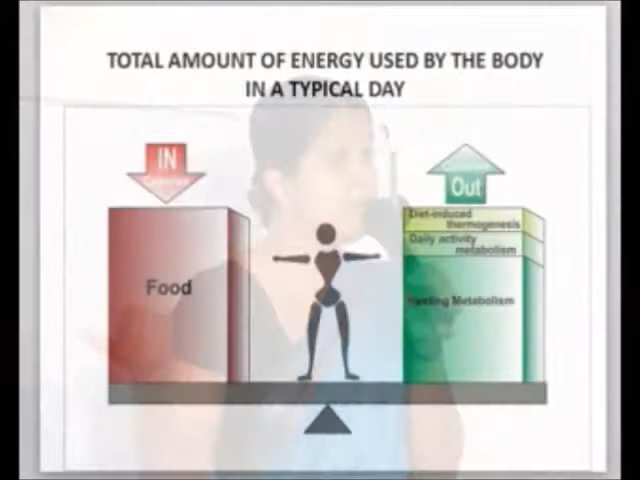 TOTAL AMOUNT OF ENERGY USED BY THE BODY
IN A TYPICAL DAY
IN
Out
Diet-induced
thermogenesis
Daily activity
metabolism
Food
Resting Metabolism